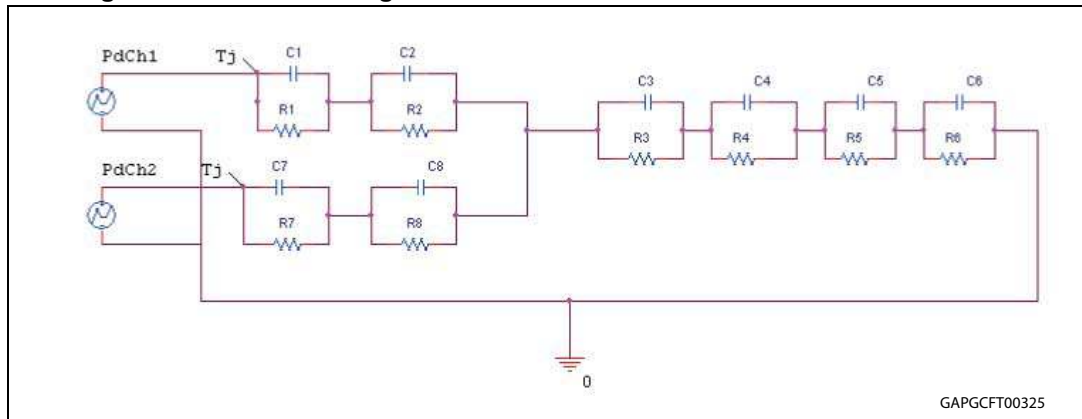 PdCh1
Tj
C1
C2
R1
R2
C3
C4
C5
C6
R3
R4
R5
R6
PdCh2
Tj
C7
C8
R7
R8
0
GAPGCFT00325